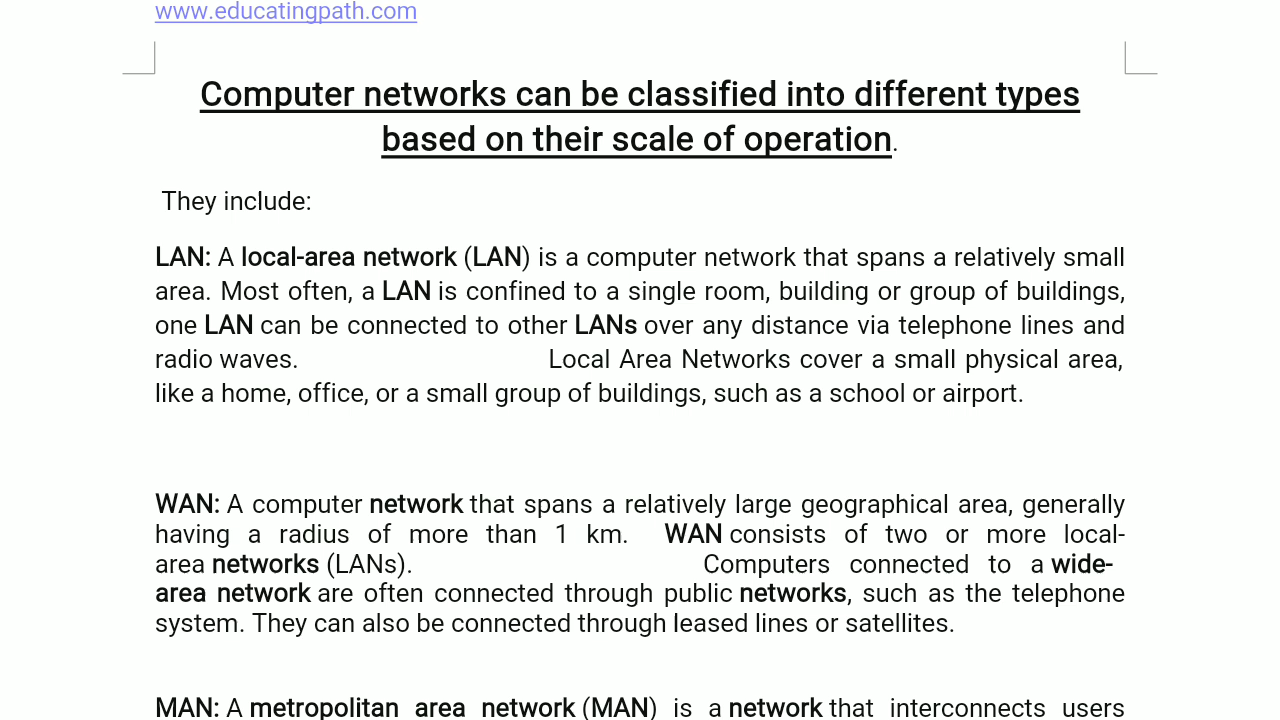 www.educatingpath.com
Computer networks can be classified into different types
based on their scale of operation.
They include:
LAN: A local-area network (LAN) is a computer network that spans a relatively small
area. Most often, a LAN is confined to a single room, building or group of buildings,
one LAN can be connected to other LANs over any distance via telephone lines and
radio waves. Local Area Networks cover a small physical area,
like a home, office, or a small group of buildings, such as a school or airport.
WAN: A computer network that spans a relatively large geographical area, generally
having a radius of more than 1 km. WAN consists of two or more local-
area networks (LANs). Computers connected to a wide-
area network are often connected through public networks, such as the telephone
system. They can also be connected through leased lines or satellites.
MAN: A metropolitan area network (MAN) is a network that interconnects users